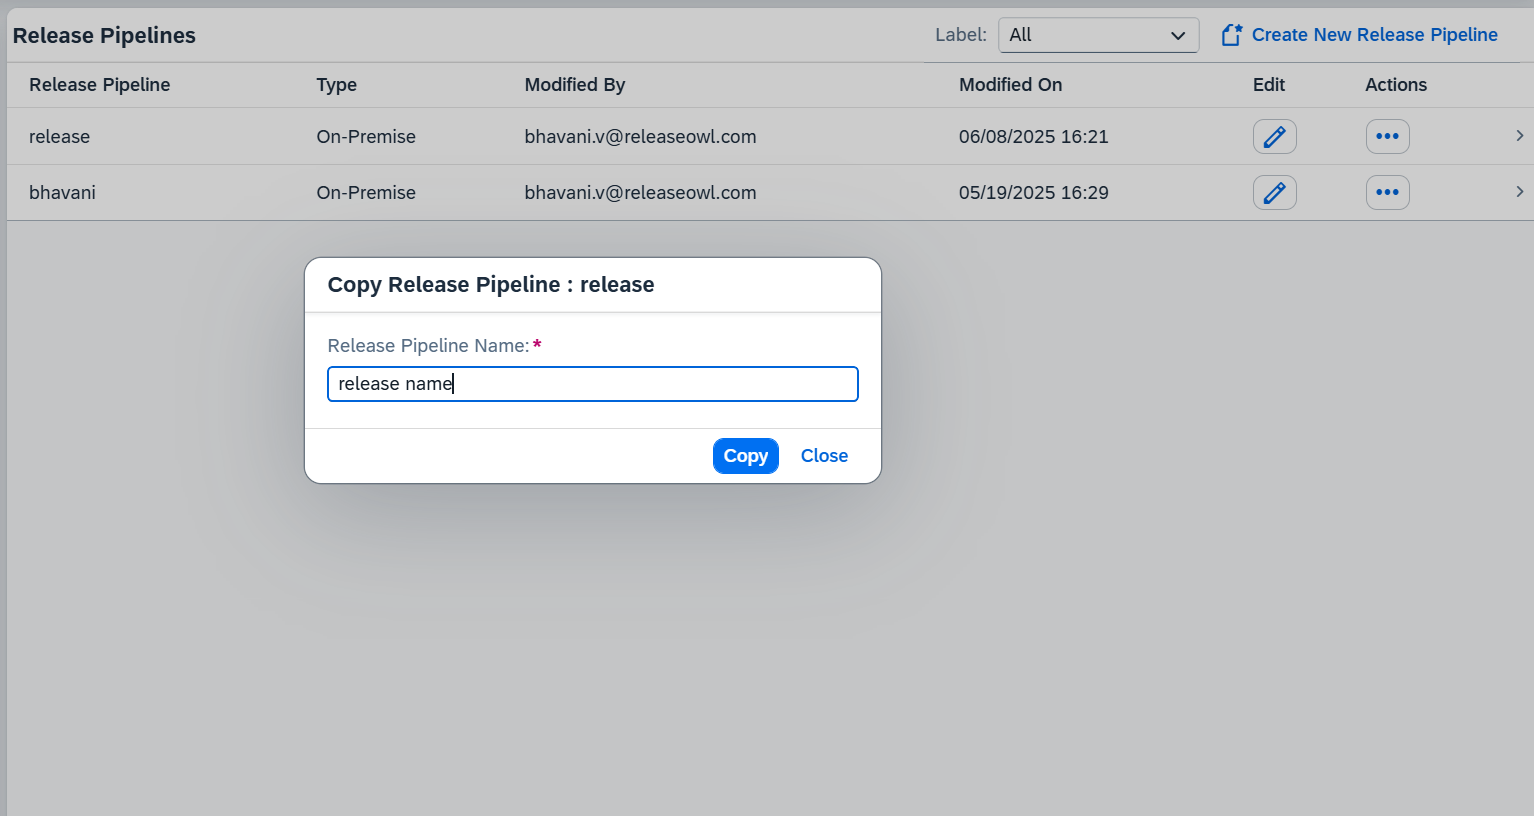 Release Pipelines Label: All Create New Release Pipeline
Release Pipeline Type Modified By Modified On Edit Actions
release On-Premise bhavani.v@releaseowl.com 06/08/2025 16:21
bhavani On-Premise bhavani.v@releaseowl.com 05/19/2025 16:29
Copy Release Pipeline : release
Release Pipeline Name:*
release name
Copy Close